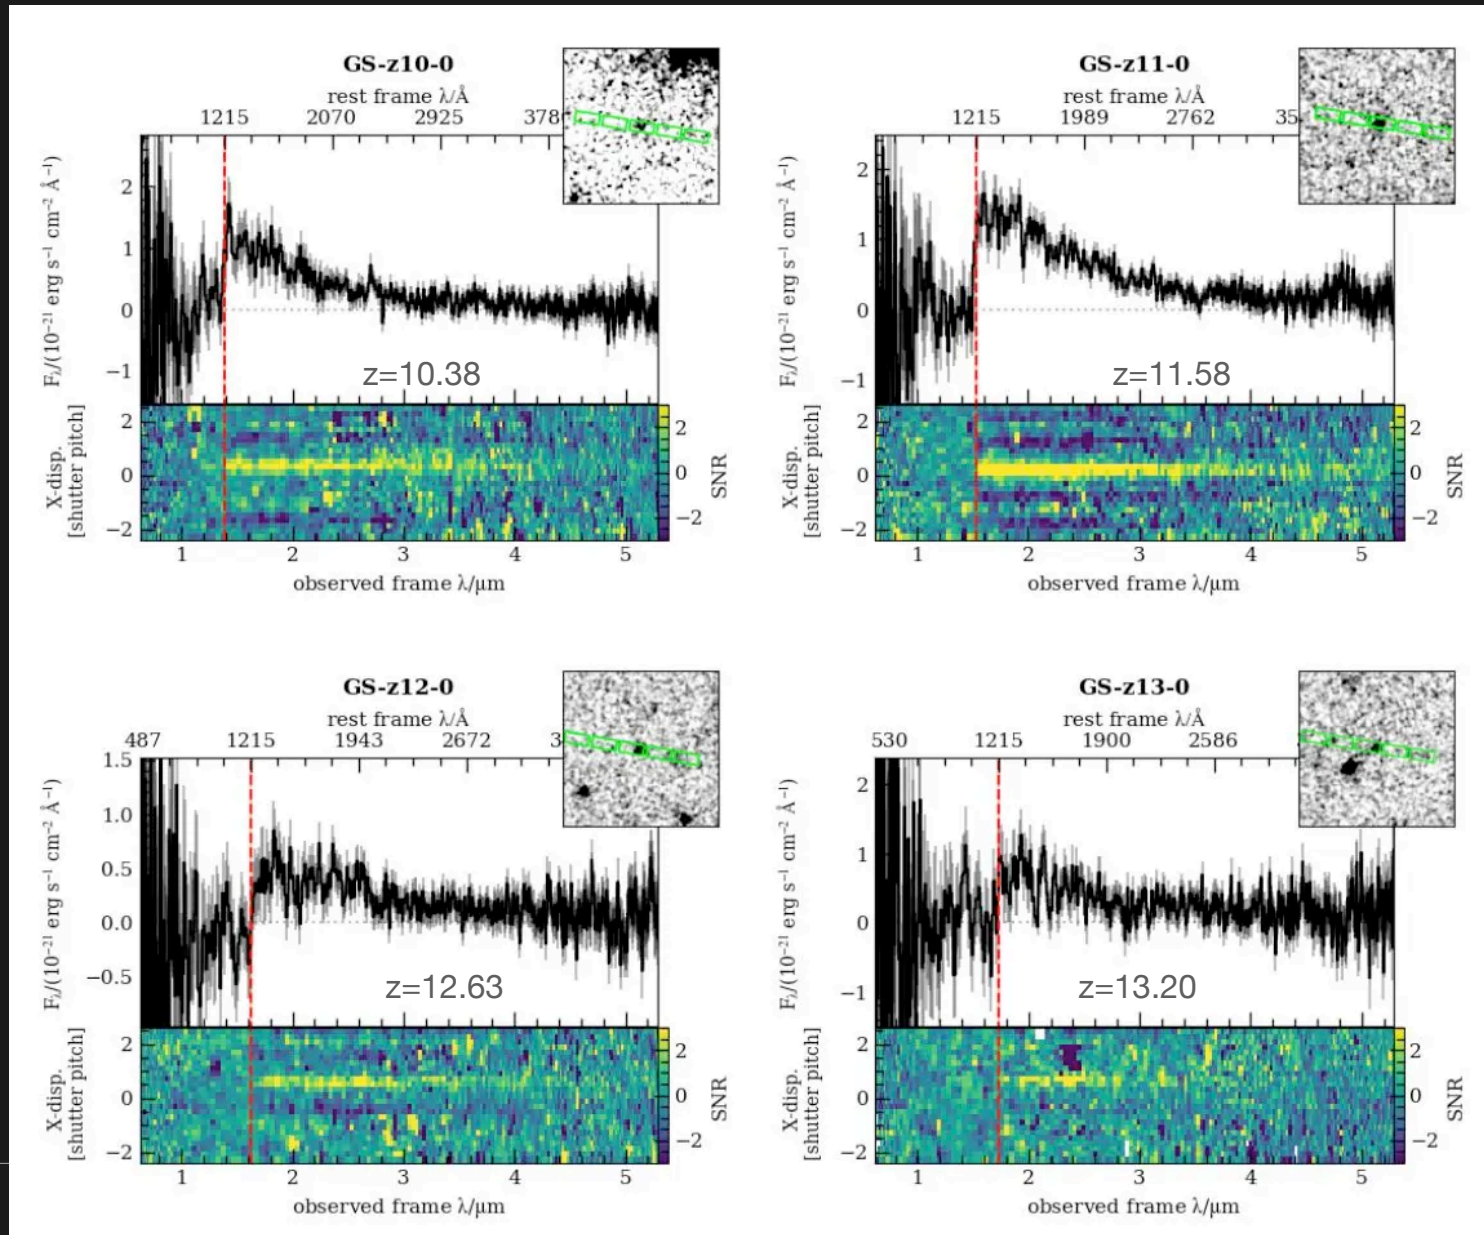 GS-z10-0
rest frame λ/Å
1215 2070 2925 378
F_λ/(10⁻²¹ erg s⁻¹ cm⁻² Å⁻¹)
2
1
0
−1
z=10.38
X-disp.
[shutter pitch]
2
0
−2
2
0
−2
SNR
1 2 3 4 5
observed frame λ/μm
GS-z11-0
rest frame λ/Å
1215 1989 2762 35
F_λ/(10⁻²¹ erg s⁻¹ cm⁻² Å⁻¹)
2
1
0
−1
z=11.58
X-disp.
[shutter pitch]
2
0
−2
2
0
−2
SNR
1 2 3 4 5
observed frame λ/μm
GS-z12-0
rest frame λ/Å
487 1215 1943 2672 3
F_λ/(10⁻²¹ erg s⁻¹ cm⁻² Å⁻¹)
1.5
1.0
0.5
0.0
−0.5
z=12.63
X-disp.
[shutter pitch]
2
0
−2
2
0
−2
SNR
1 2 3 4 5
observed frame λ/μm
GS-z13-0
rest frame λ/Å
530 1215 1900 2586
F_λ/(10⁻²¹ erg s⁻¹ cm⁻² Å⁻¹)
2
1
0
−1
z=13.20
X-disp.
[shutter pitch]
2
0
−2
2
0
−2
SNR
1 2 3 4 5
observed frame λ/μm